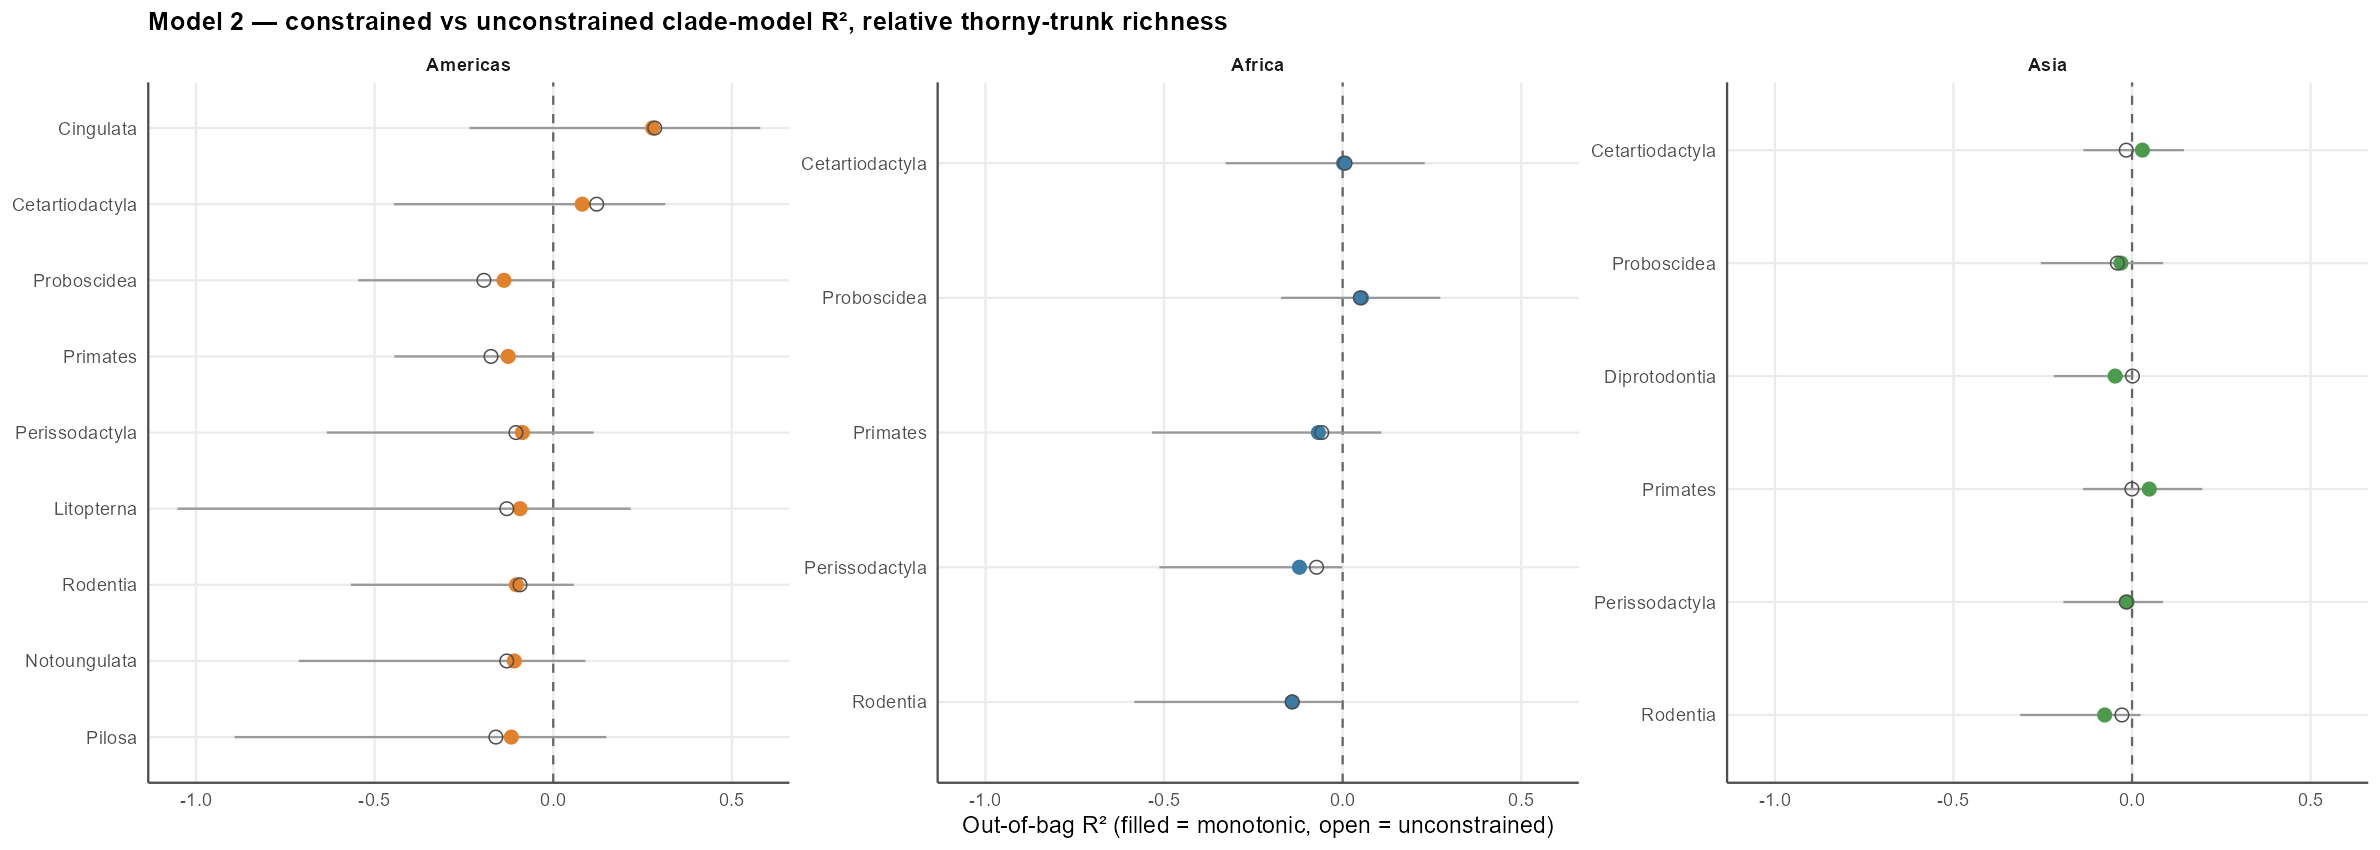 Model 2 — constrained vs unconstrained clade-model R², relative thorny-trunk richness
Americas
Cingulata
Cetartiodactyla
Proboscidea
Primates
Perissodactyla
Litopterna
Rodentia
Notoungulata
Pilosa
-1.0 -0.5 0.0 0.5
Africa
Cetartiodactyla
Proboscidea
Primates
Perissodactyla
Rodentia
-1.0 -0.5 0.0 0.5
Asia
Cetartiodactyla
Proboscidea
Diprotodontia
Primates
Perissodactyla
Rodentia
-1.0 -0.5 0.0 0.5
Out-of-bag R² (filled = monotonic, open = unconstrained)